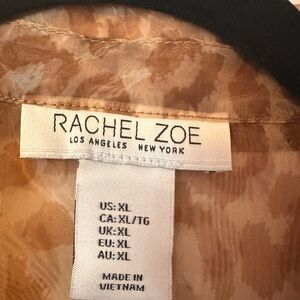 RACHEL ZOE
LOS ANGELES NEW YORK
US: XL
CA: XL/TG
UK: XL
EU: XL
AU: XL
MADE IN
VIETNAM